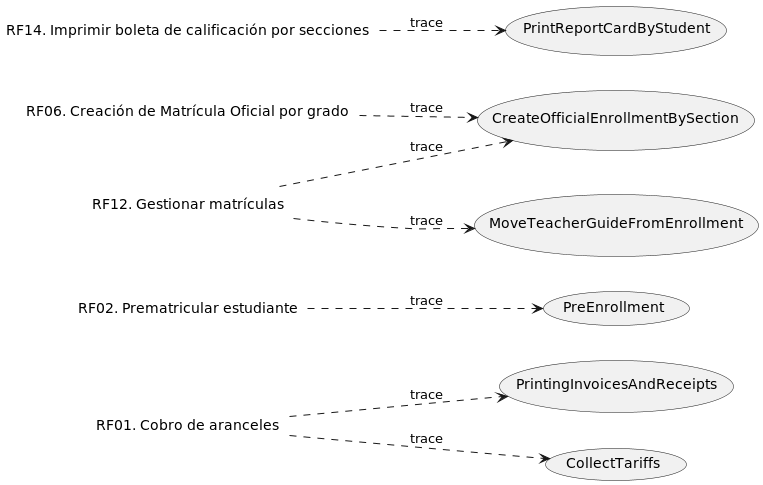 RF14. Imprimir boleta de calificación por secciones
trace
PrintReportCardByStudent
RF06. Creación de Matrícula Oficial por grado
trace
CreateOfficialEnrollmentBySection
trace
RF12. Gestionar matrículas
trace
MoveTeacherGuideFromEnrollment
RF02. Prematricular estudiante
trace
PreEnrollment
trace
PrintingInvoicesAndReceipts
RF01. Cobro de aranceles
trace
CollectTariffs